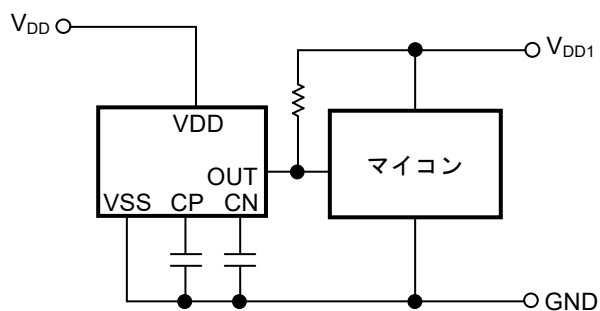 VDD
VDD1
VDD
マイコン
OUT
VSS CP CN
GND